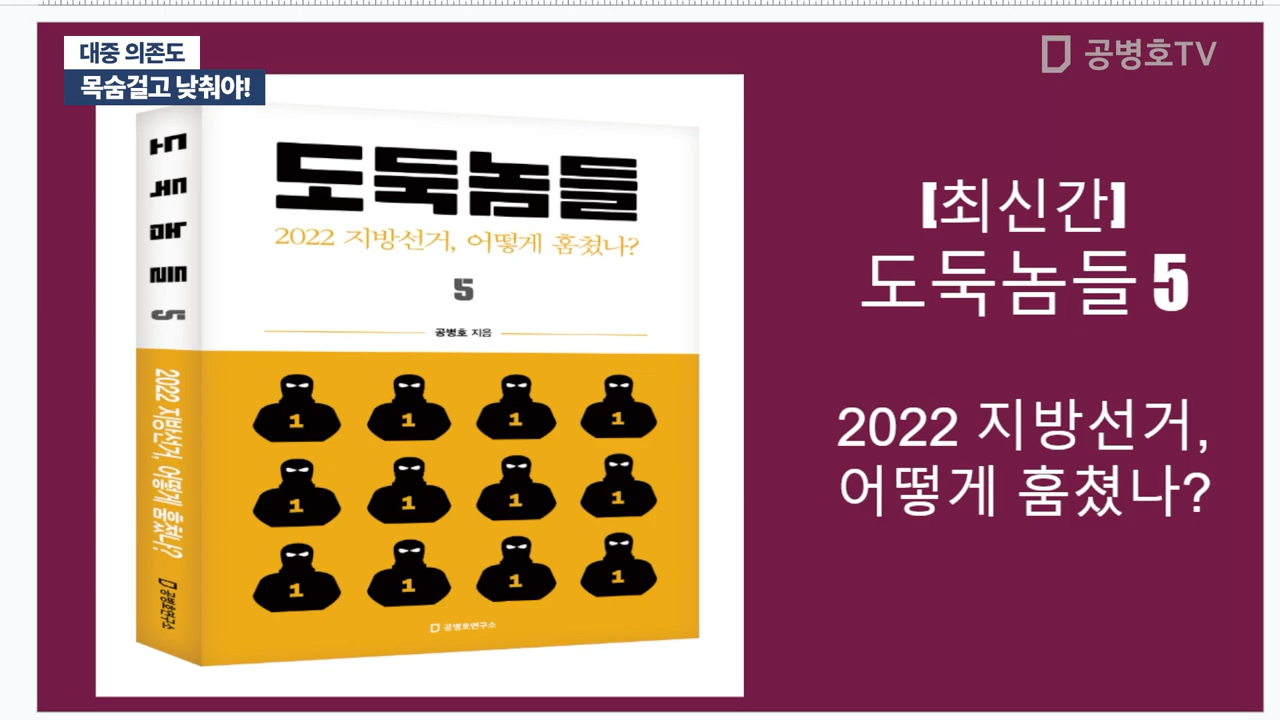 대중 의존도
목숨걸고 낮춰야!
공병호TV
도둑놈들 5
2022 지방선거, 어떻게 훔쳤나?
공병호연구소
도둑놈들
2022 지방선거, 어떻게 훔쳤나?
5
공병호 지음
1 1 1 1
1 1 1 1
1 1 1 1
공병호연구소
[최신간]
도둑놈들 5
2022 지방선거,
어떻게 훔쳤나?